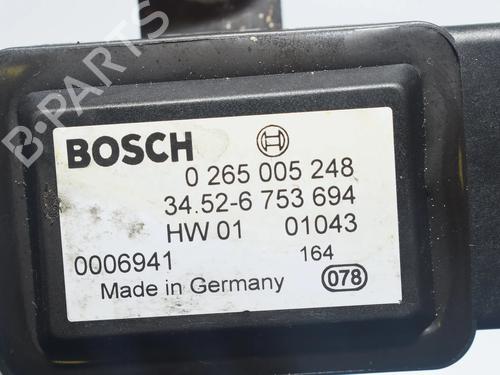 BOSCH
0 265 005 248
34.52-6 753 694
HW 01 01043
0006941 164
Made in Germany 078
B-PARTS